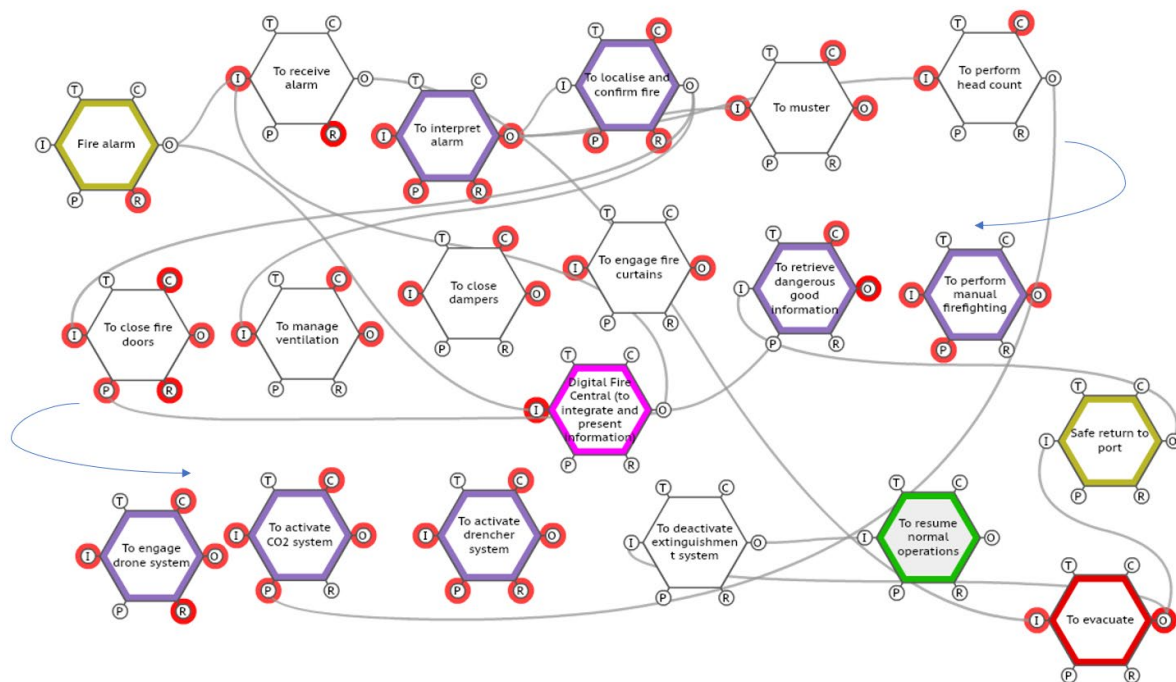 T C
I Fire alarm O
P R
T C
I To receive O
alarm
P R
T C
I To interpret O
alarm
P R
T C
I To localise and O
confirm fire
P R
T C
I To muster O
P R
T C
I To perform O
head count
P R
T C
I To close fire O
doors
P R
T C
I To manage O
ventilation
P R
T C
I To close O
dampers
P R
T C
I To engage fire O
curtains
P R
T C
To retrieve
I dangerous O
good
information
P R
T C
I To perform O
manual
firefighting
P R
T C
Digital Fire
Central (to
I integrate and O
present
information)
P R
T C
I Safe return to O
port
P R
T C
I To engage O
drone system
P R
T C
I To activate O
CO2 system
P R
T C
I To activate O
drencher
system
P R
T C
To deactivate
I extinguishmen O
t system
P R
T C
To resume
I normal O
operations
P R
T C
I To evacuate O
P R